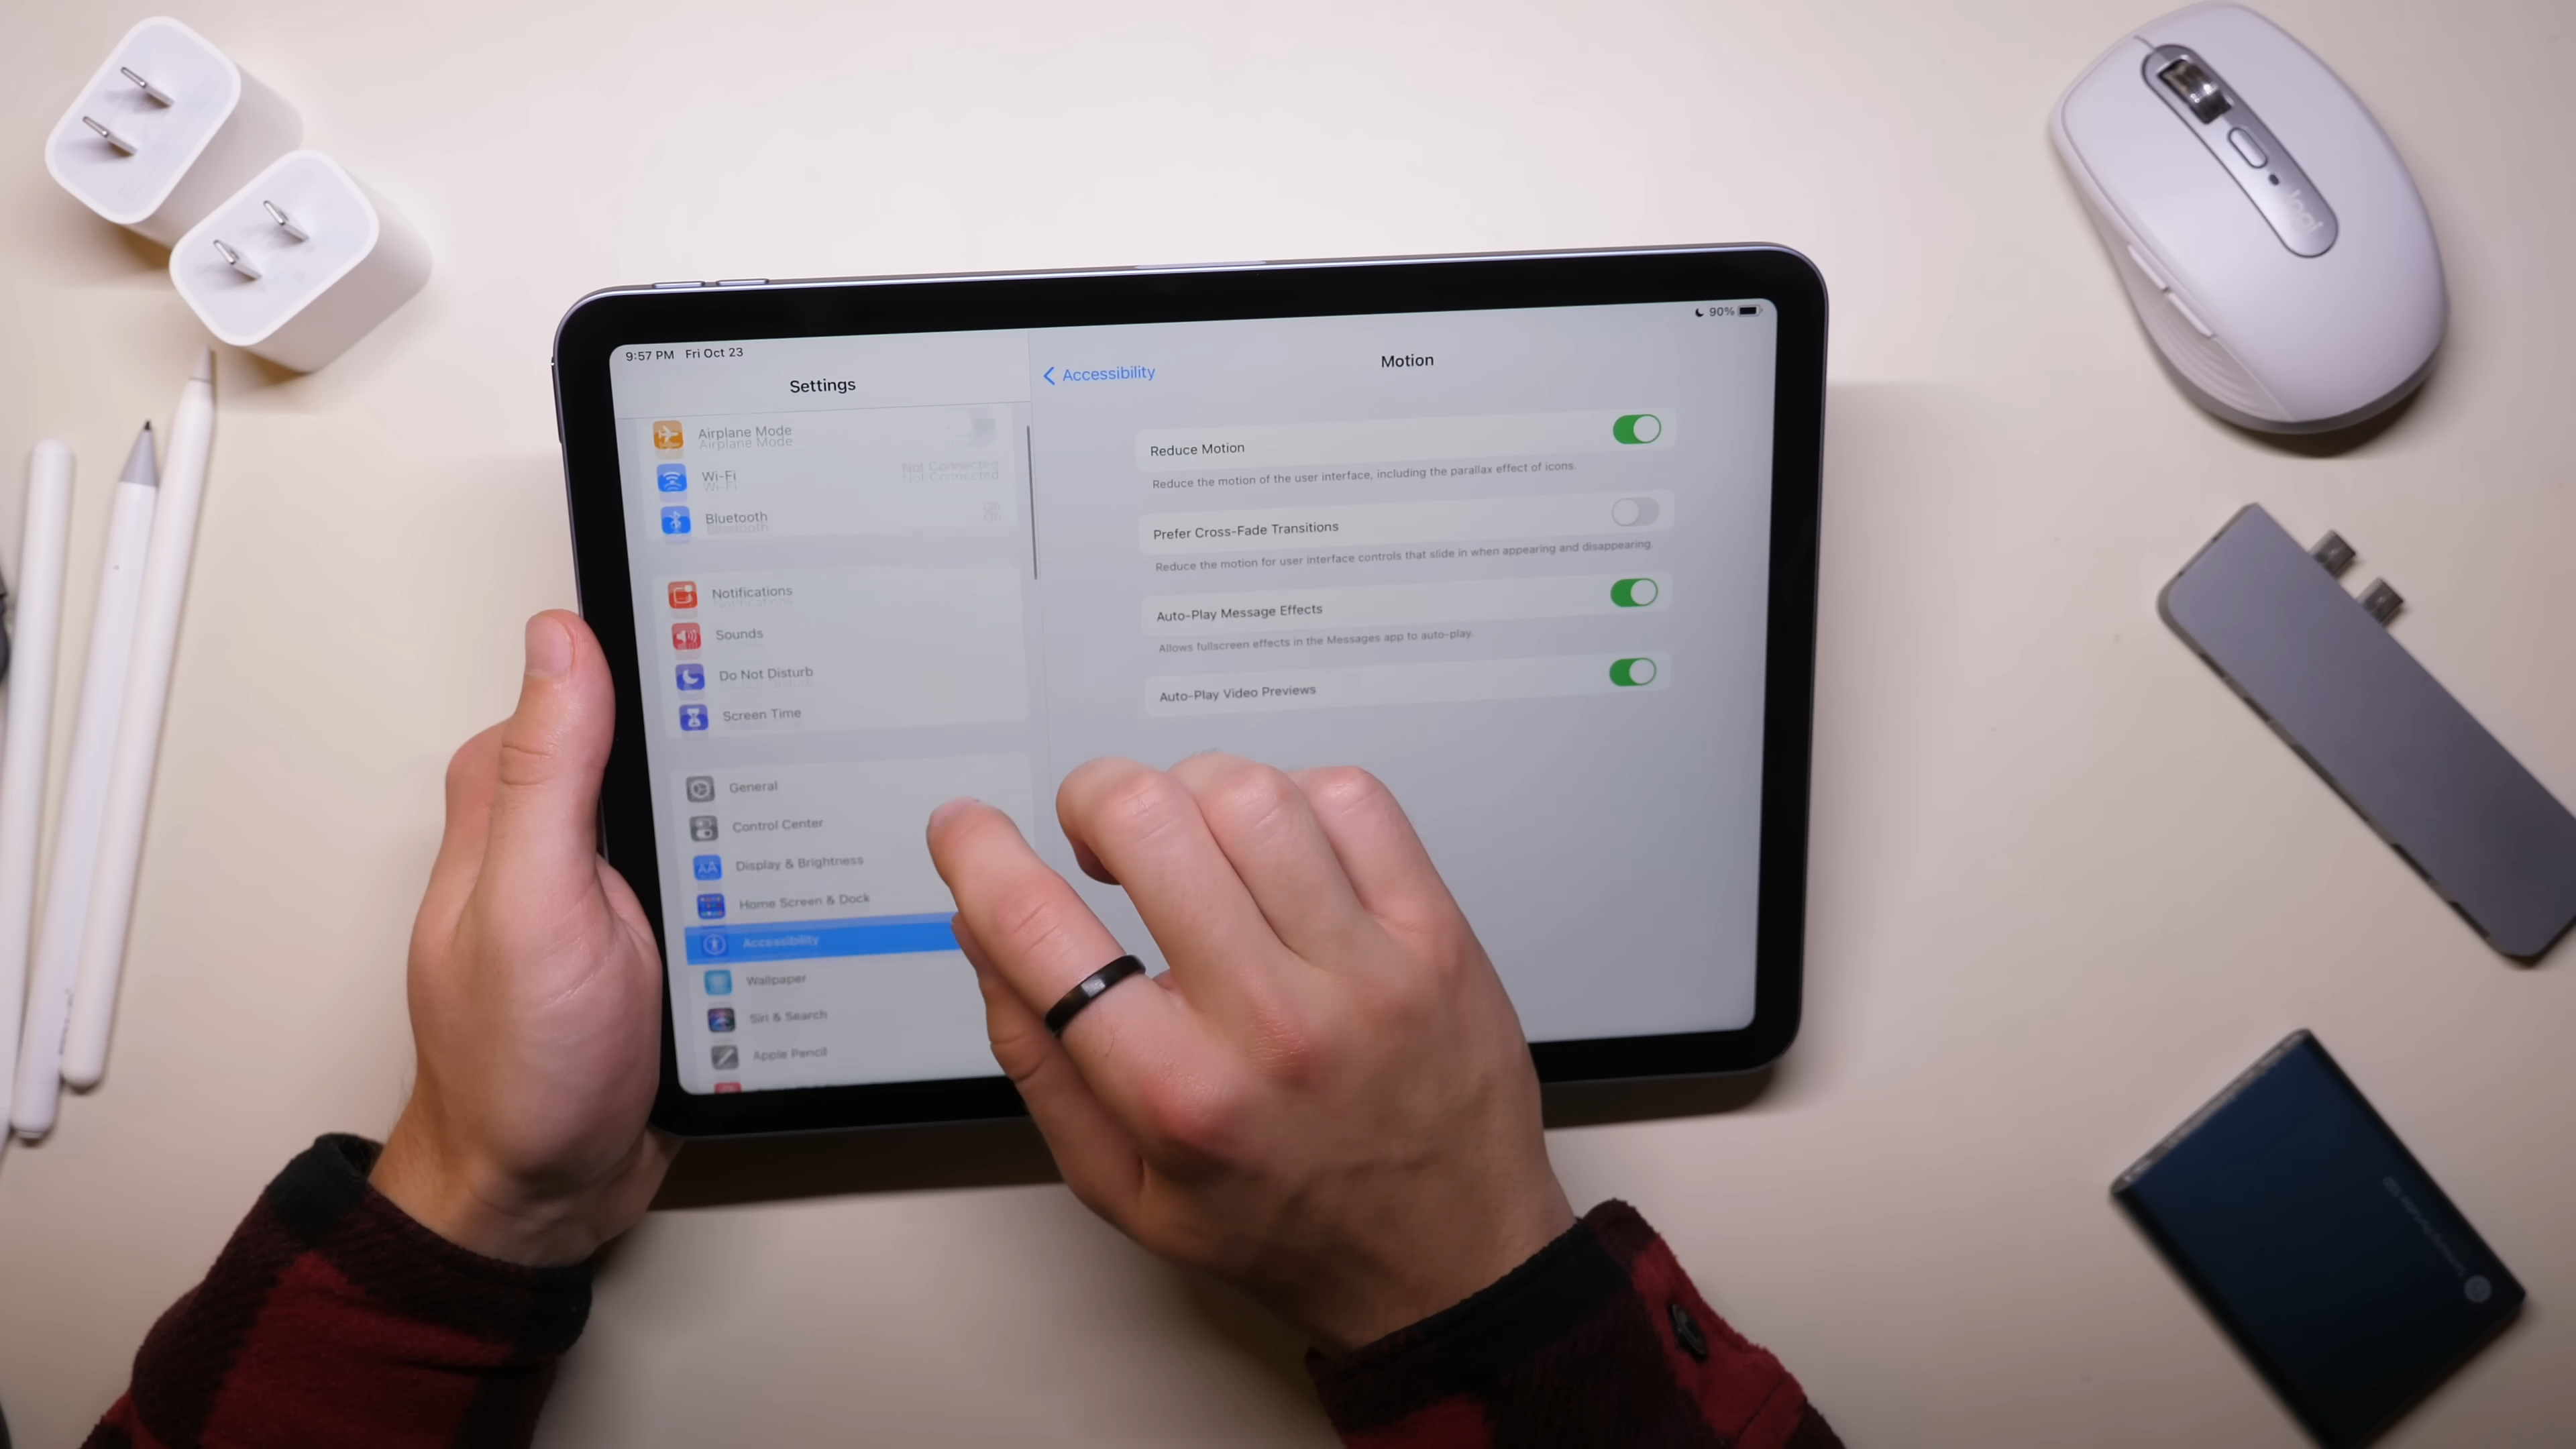 9:57 PM Fri Oct 23
90%
Settings
Airplane Mode
Wi-Fi Not Connected
Bluetooth On
Notifications
Sounds
Do Not Disturb
Screen Time
General
Control Center
Display & Brightness
Home Screen & Dock
Accessibility
Wallpaper
Siri & Search
Apple Pencil
Accessibility
Motion
Reduce Motion
Reduce the motion of the user interface, including the parallax effect of icons.
Prefer Cross-Fade Transitions
Reduce the motion for user interface controls that slide in when appearing and disappearing.
Auto-Play Message Effects
Allows fullscreen effects in the Messages app to auto-play.
Auto-Play Video Previews
logi